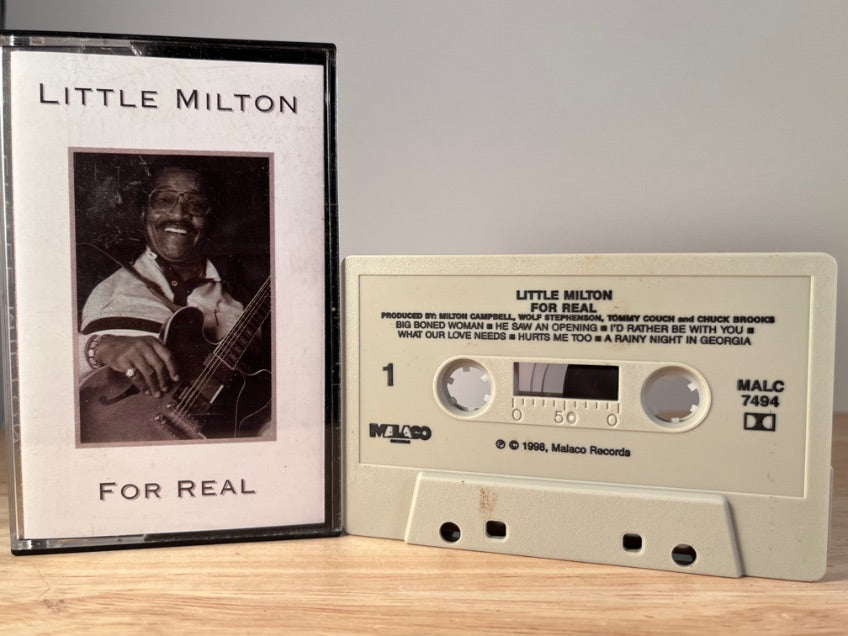 LITTLE MILTON
FOR REAL
LITTLE MILTON
FOR REAL
PRODUCED BY: MILTON CAMPBELL, WOLF STEPHENSON, TOMMY COUCH and CHUCK BROOKS
BIG BONED WOMAN ■ HE SAW AN OPENING ■ I'D RATHER BE WITH YOU ■
WHAT OUR LOVE NEEDS ■ HURTS ME TOO ■ A RAINY NIGHT IN GEORGIA
1
MALC
7494
0 50 0
MALACO
℗ © 1998, Malaco Records